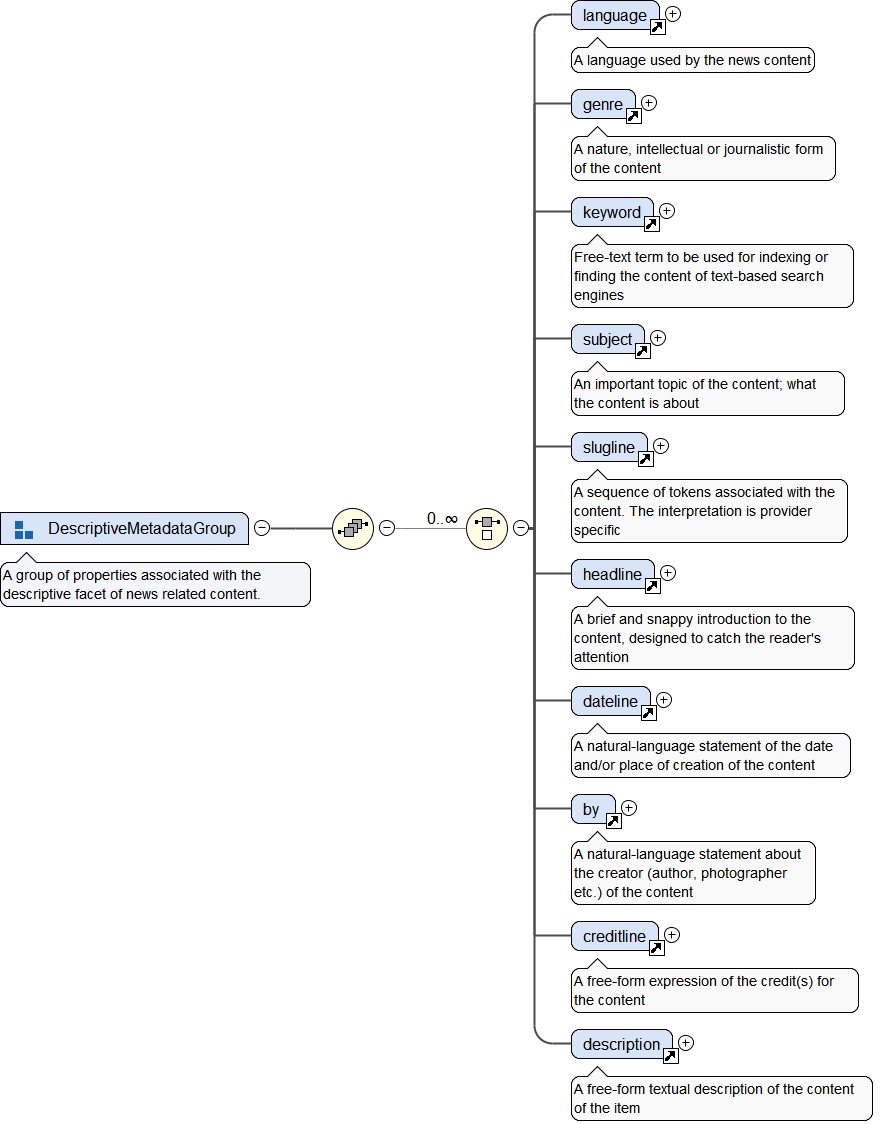 language
A language used by the news content
genre
A nature, intellectual or journalistic form
of the content
keyword
Free-text term to be used for indexing or
finding the content of text-based search
engines
subject
An important topic of the content; what
the content is about
slugline
A sequence of tokens associated with the
content. The interpretation is provider
specific
DescriptiveMetadataGroup
0..∞
A group of properties associated with the
descriptive facet of news related content.
headline
A brief and snappy introduction to the
content, designed to catch the reader's
attention
dateline
A natural-language statement of the date
and/or place of creation of the content
by
A natural-language statement about
the creator (author, photographer
etc.) of the content
creditline
A free-form expression of the credit(s) for
the content
description
A free-form textual description of the content
of the item